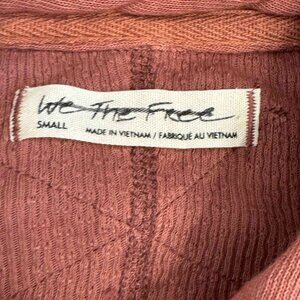 We The Free
SMALL
MADE IN VIETNAM / FABRIQUÉ AU VIETNAM